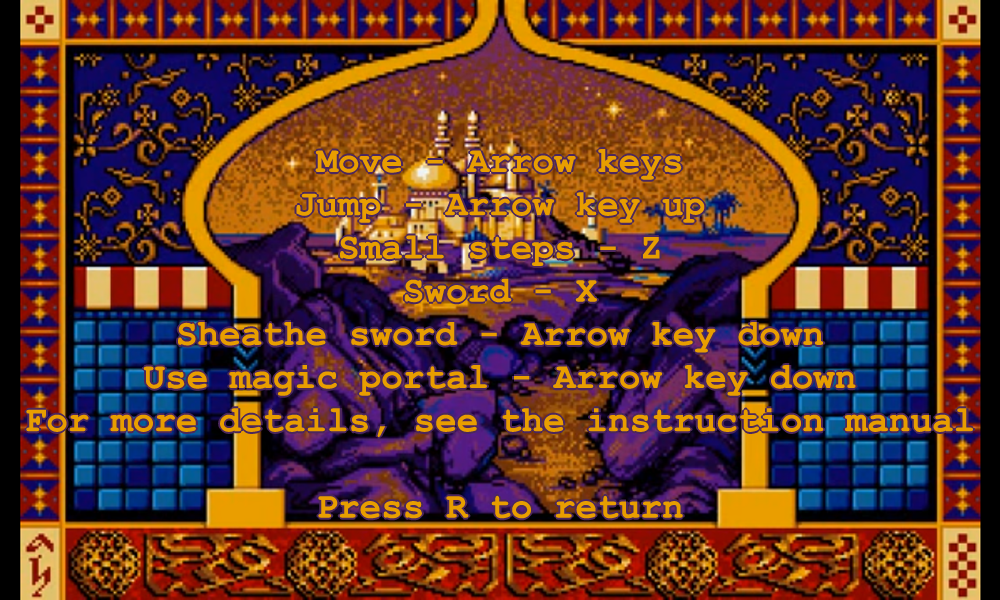 Move - Arrow keys
Jump - Arrow key up
Small steps - Z
Sword - X
Sheathe sword - Arrow key down
Use magic portal - Arrow key down
For more details, see the instruction manual
Press R to return